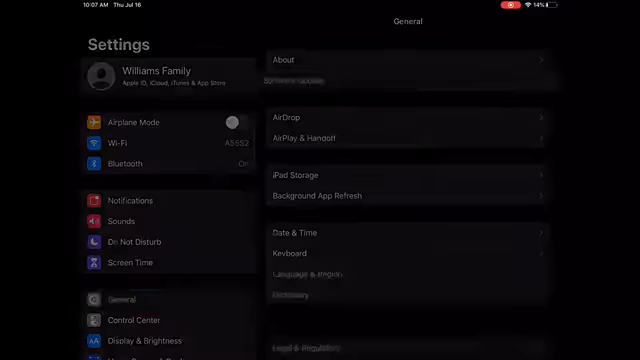 10:07 AM Thu Jul 16
14%
General
Settings
Williams Family
Apple ID, iCloud, iTunes & App Store
About
Software Update
Airplane Mode
AirDrop
Wi-Fi
A5552
AirPlay & Handoff
Bluetooth
On
iPad Storage
Background App Refresh
Notifications
Sounds
Date & Time
Do Not Disturb
Keyboard
Screen Time
Language & Region
Dictionary
General
Control Center
Display & Brightness
Legal & Regulatory